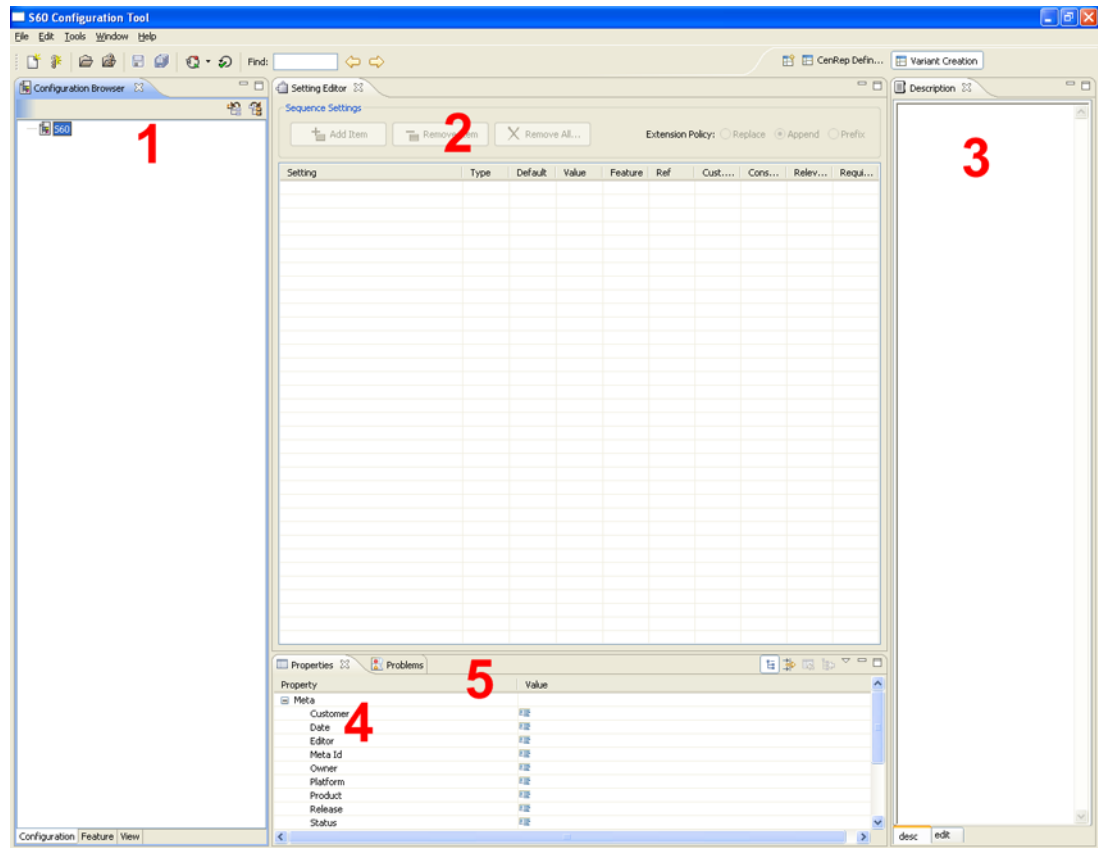 S60 Configuration Tool
File Edit Tools Window Help
Find:
CenRep Defin...
Variant Creation
Configuration Browser
S60
1
Setting Editor
Sequence Settings
Add Item
Remove Item
Remove All...
Extension Policy: Replace Append Prefix
2
Setting Type Default Value Feature Ref Cust.... Cons... Relev... Requi...
Description
3
Properties
Problems
5
Property Value
Meta
Customer
4
Date
Editor
Meta Id
Owner
Platform
Product
Release
Status
Configuration Feature View
desc edit